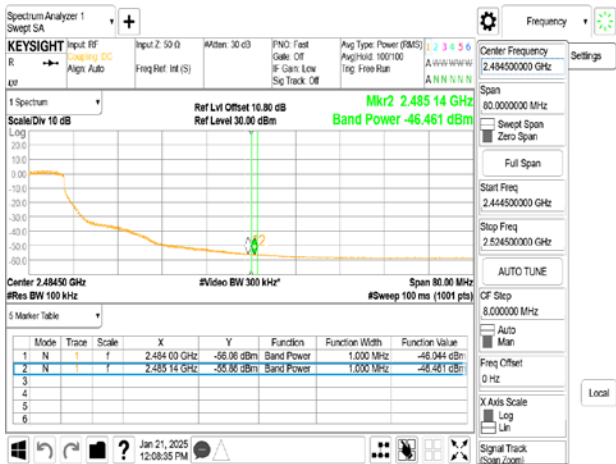 Spectrum Analyzer 1
Swept SA
Frequency
KEYSIGHT
Input: RF
Coupling: DC
Align: Auto
Input Z: 50 Ω
Freq Ref: Int (S)
#Atten: 30 dB
PNO: Fast
Gate: Off
IF Gain: Low
Sig Track: Off
Avg Type: Power (RMS)
Avg|Hold: 100/100
Trig: Free Run
1 2 3 4 5 6
A W W W W W
A N N N N N
R
1 Spectrum
Scale/Div 10 dB
Ref Lvl Offset 10.80 dB
Ref Level 30.00 dBm
Mkr2 2.485 14 GHz
Band Power -46.461 dBm
Log
20.0
10.0
0.00
-10.0
-20.0
-30.0
-40.0
-50.0
-60.0
2
Center 2.48450 GHz
#Res BW 100 kHz
#Video BW 300 kHz*
Span 80.00 MHz
#Sweep 100 ms (1001 pts)
5 Marker Table
Mode Trace Scale X Y Function Function Width Function Value
1 N 1 f 2.484 00 GHz -56.06 dBm Band Power 1.000 MHz -46.044 dBm
2 N 1 f 2.485 14 GHz -55.86 dBm Band Power 1.000 MHz -46.461 dBm
3
4
5
6
?
Jan 21, 2025
12:08:35 PM
Center Frequency
2.484500000 GHz
Settings
Span
80.0000000 MHz
Swept Span
Zero Span
Full Span
Start Freq
2.444500000 GHz
Stop Freq
2.524500000 GHz
AUTO TUNE
CF Step
8.000000 MHz
Auto
Man
Freq Offset
0 Hz
Local
X Axis Scale
Log
Lin
Signal Track
(Span Zoom)